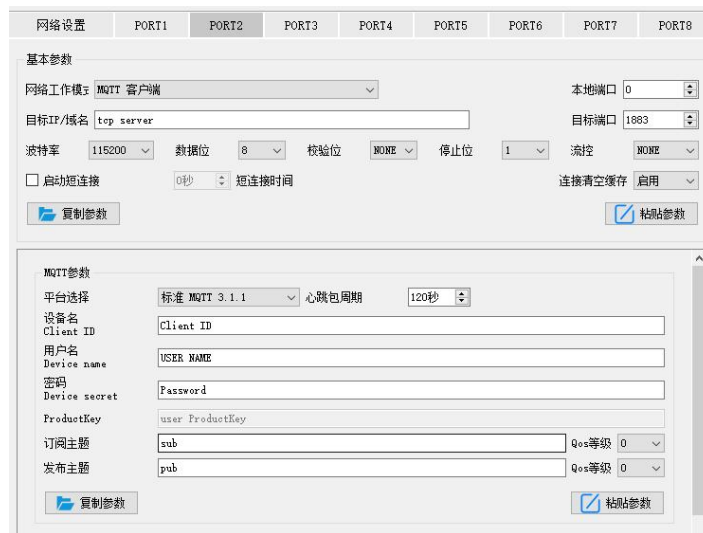 网络设置 PORT1 PORT2 PORT3 PORT4 PORT5 PORT6 PORT7 PORT8
基本参数
网络工作模式 MQTT 客户端 本地端口 0
目标IP/域名 tcp server 目标端口 1883
波特率 115200 数据位 8 校验位 NONE 停止位 1 流控 NONE
启动短连接 0秒 短连接时间 连接清空缓存 启用
复制参数 粘贴参数
MQTT参数
平台选择 标准 MQTT 3.1.1 心跳包周期 120秒
设备名
Client ID Client ID
用户名
Device name USER NAME
密码
Device secret Password
ProductKey user ProductKey
订阅主题 sub Qos等级 0
发布主题 pub Qos等级 0
复制参数 粘贴参数